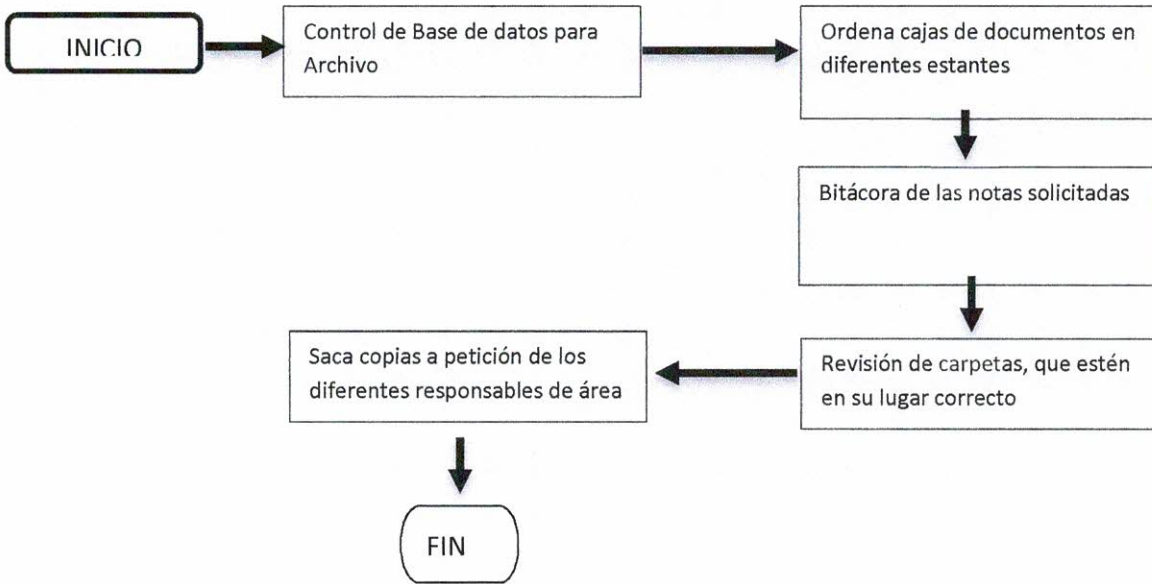 INICIO
Control de Base de datos para
Archivo
Ordena cajas de documentos en
diferentes estantes
Bitácora de las notas solicitadas
Revisión de carpetas, que estén
en su lugar correcto
Saca copias a petición de los
diferentes responsables de área
FIN